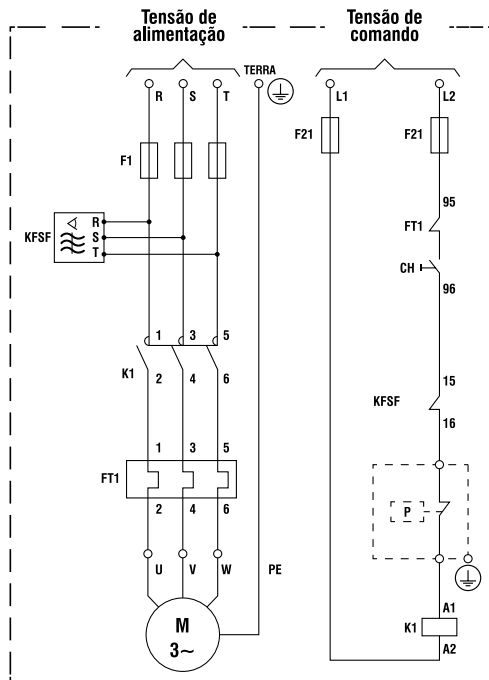 Tensão de
alimentação
Tensão de
comando
R
S
T
TERRA
L1
L2
F1
F21
F21
95
FT1
CH
96
KFSF
R
S
T
1
3
5
K1
2
4
6
15
KFSF
16
1
3
5
FT1
2
4
6
P
U
V
W
PE
M
3~
A1
K1
A2